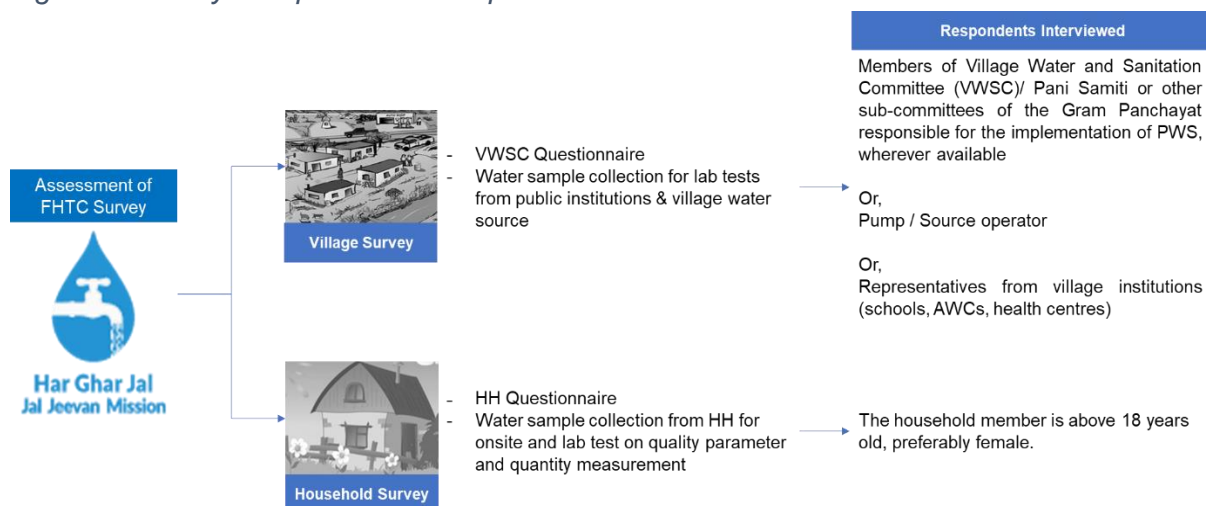 Respondents Interviewed
Members of Village Water and Sanitation
Committee (VWSC)/ Pani Samiti or other
sub-committees of the Gram Panchayat
responsible for the implementation of PWS,
wherever available
Or,
Pump / Source operator
Or,
Representatives from village institutions
(schools, AWCs, health centres)
Assessment of
FHTC Survey
Har Ghar Jal
Jal Jeevan Mission
Village Survey
- VWSC Questionnaire
- Water sample collection for lab tests
from public institutions & village water
source
Household Survey
- HH Questionnaire
- Water sample collection from HH for
onsite and lab test on quality parameter
and quantity measurement
The household member is above 18 years
old, preferably female.